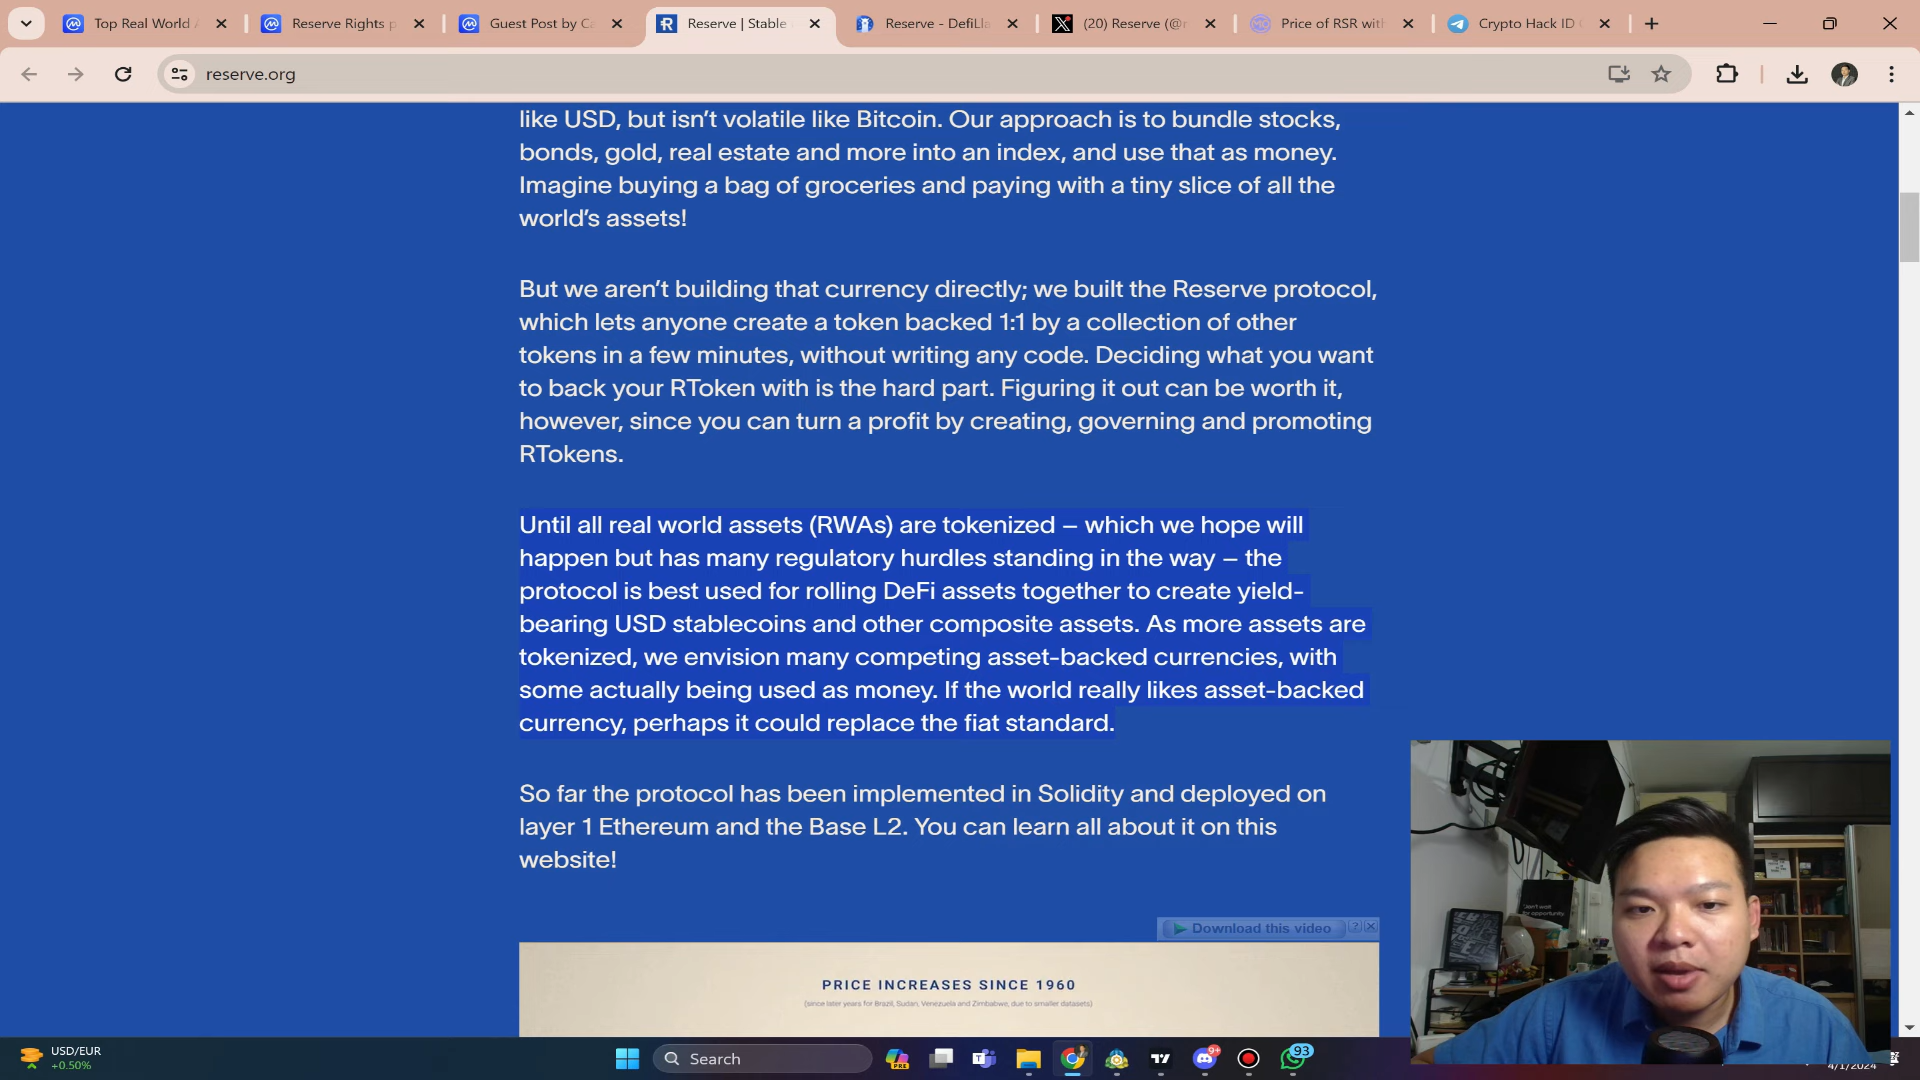 Top Real World A
Reserve Rights p
Guest Post by Ca
Reserve | Stable
Reserve - DefiLla
(20) Reserve (@r
Price of RSR with
Crypto Hack ID
reserve.org
like USD, but isn’t volatile like Bitcoin. Our approach is to bundle stocks,
bonds, gold, real estate and more into an index, and use that as money.
Imagine buying a bag of groceries and paying with a tiny slice of all the
world’s assets!
But we aren’t building that currency directly; we built the Reserve protocol,
which lets anyone create a token backed 1:1 by a collection of other
tokens in a few minutes, without writing any code. Deciding what you want
to back your RToken with is the hard part. Figuring it out can be worth it,
however, since you can turn a profit by creating, governing and promoting
RTokens.
Until all real world assets (RWAs) are tokenized – which we hope will
happen but has many regulatory hurdles standing in the way – the
protocol is best used for rolling DeFi assets together to create yield-
bearing USD stablecoins and other composite assets. As more assets are
tokenized, we envision many competing asset-backed currencies, with
some actually being used as money. If the world really likes asset-backed
currency, perhaps it could replace the fiat standard.
So far the protocol has been implemented in Solidity and deployed on
layer 1 Ethereum and the Base L2. You can learn all about it on this
website!
Download this video
PRICE INCREASES SINCE 1960
(since later years for Brazil, Sudan, Venezuela and Zimbabwe, due to smaller datasets)
USD/EUR
+0.50%
Search
PRE
9+
93
4/1/2024